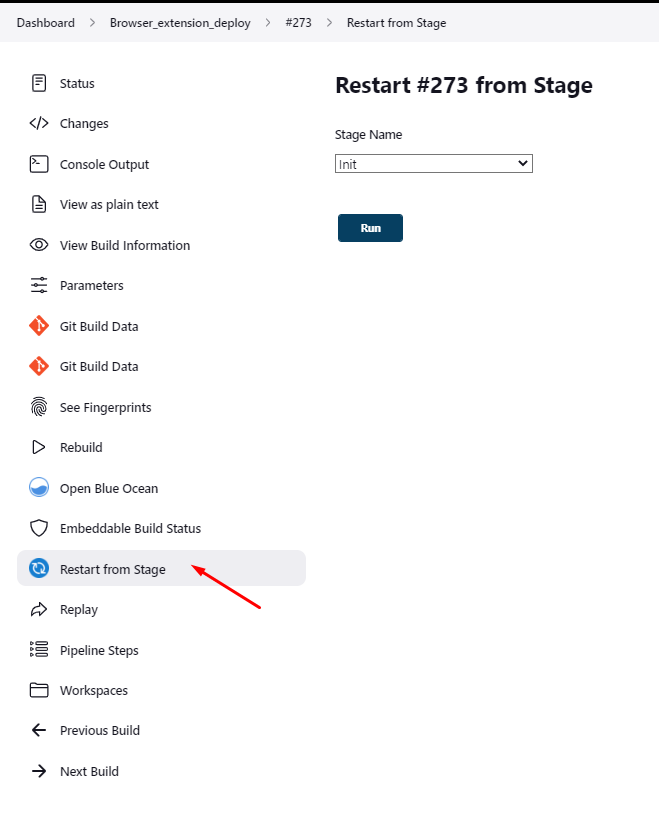 Dashboard > Browser_extension_deploy > #273 > Restart from Stage
Status
Changes
Console Output
View as plain text
View Build Information
Parameters
Git Build Data
Git Build Data
See Fingerprints
Rebuild
Open Blue Ocean
Embeddable Build Status
Restart from Stage
Replay
Pipeline Steps
Workspaces
Previous Build
Next Build
Restart #273 from Stage
Stage Name
Init
Run